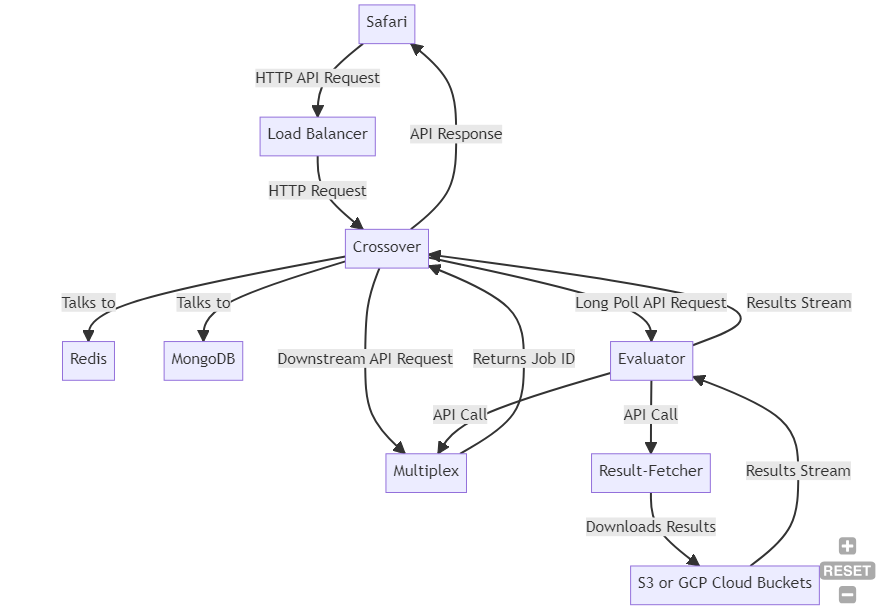 Safari
HTTP API Request
Load Balancer
API Response
HTTP Request
Crossover
Talks to
Talks to
Long Poll API Request
Results Stream
Redis
MongoDB
Downstream API Request
Returns Job ID
Evaluator
API Call
API Call
Multiplex
Result-Fetcher
Results Stream
Downloads Results
S3 or GCP Cloud Buckets
RESET